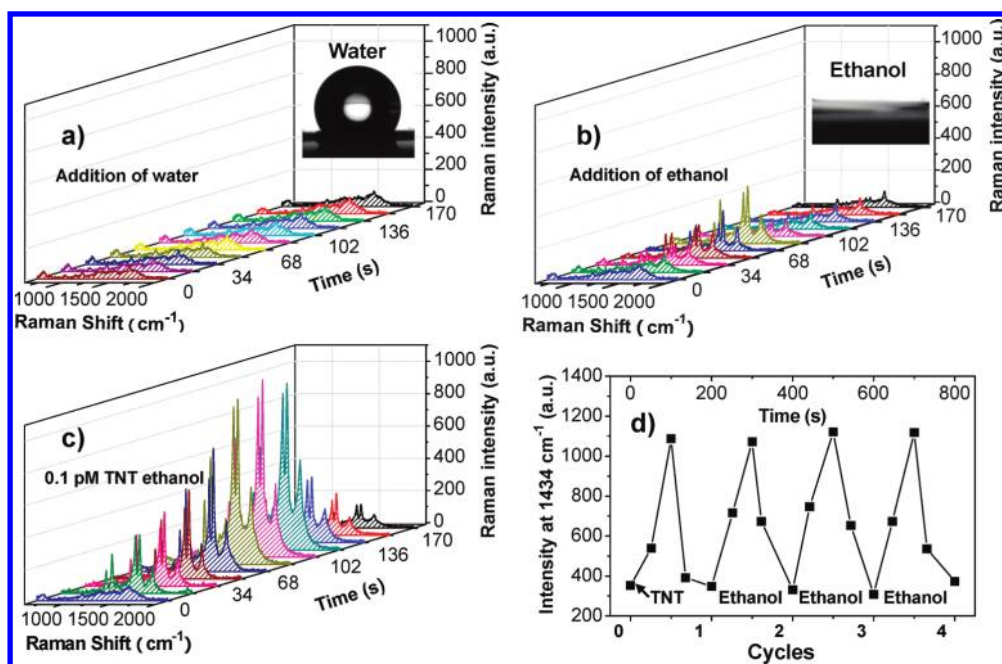 Water
a)
Addition of water
1000
800
600
400
200
0
Raman intensity (a.u.)
170
136
102
68
34
0
Time (s)
1000 1500 2000
Raman Shift (cm⁻¹)
Ethanol
b)
Addition of ethanol
1000
800
600
400
200
0
Raman intensity (a.u.)
170
136
102
68
34
0
Time (s)
1000 1500 2000
Raman Shift (cm⁻¹)
c)
0.1 pM TNT ethanol
1000
800
600
400
200
0
Raman intensity (a.u.)
170
136
102
68
34
0
Time (s)
1000 1500 2000
Raman Shift (cm⁻¹)
0 200 400 600 800
Time (s)
d)
1400
1200
1000
800
600
400
200
Intensity at 1434 cm⁻¹ (a.u.)
TNT Ethanol Ethanol Ethanol
0 1 2 3 4
Cycles